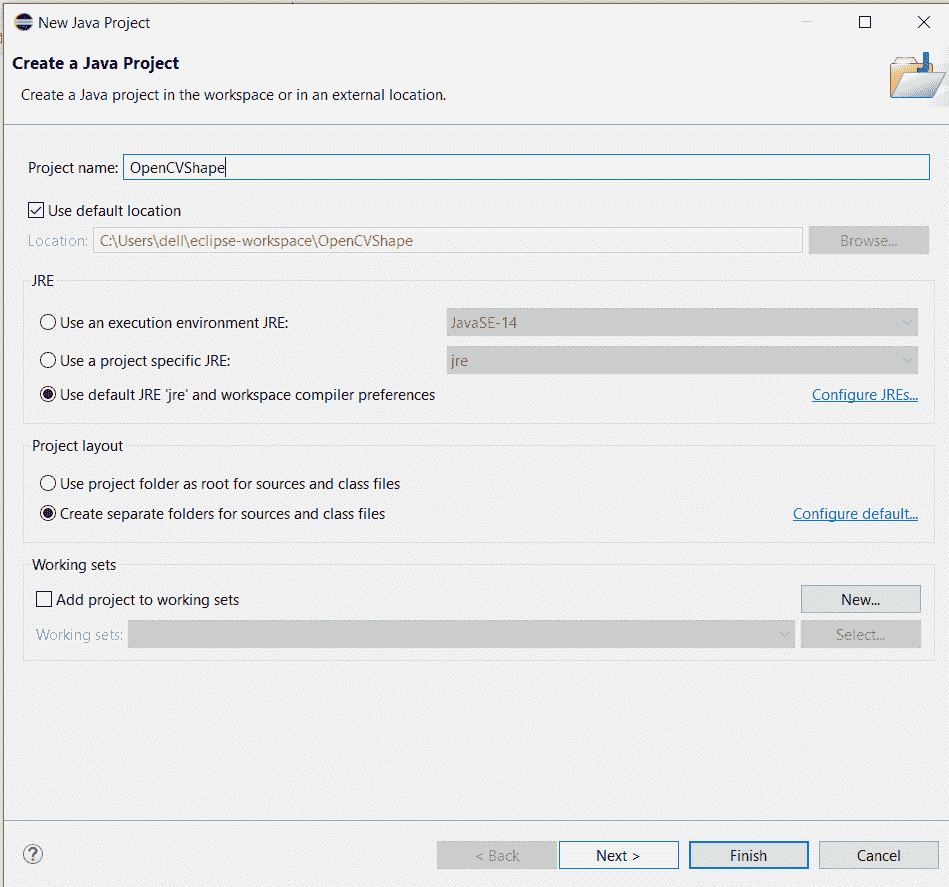 New Java Project
Create a Java Project
Create a Java project in the workspace or in an external location.
Project name: OpenCVShape
Use default location
Location: C:\Users\dell\eclipse-workspace\OpenCVShape Browse...
JRE
Use an execution environment JRE: JavaSE-14
Use a project specific JRE: jre
Use default JRE 'jre' and workspace compiler preferences Configure JREs...
Project layout
Use project folder as root for sources and class files
Create separate folders for sources and class files Configure default...
Working sets
Add project to working sets New...
Working sets: Select...
? < Back Next > Finish Cancel